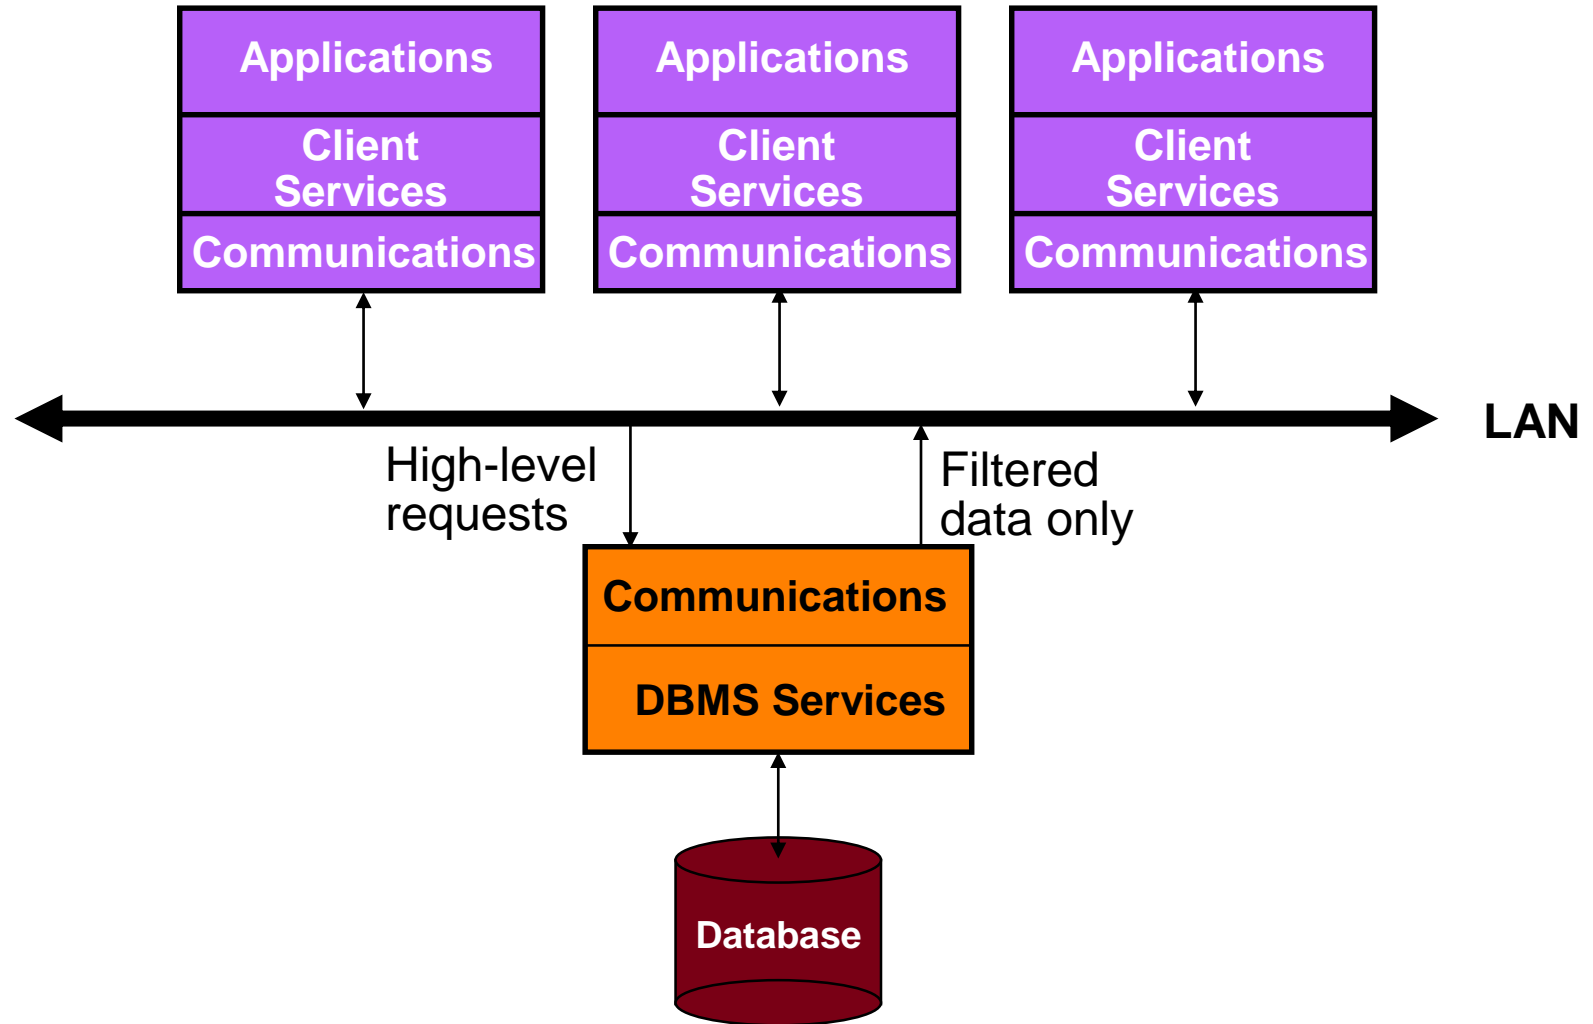 Applications
Client
Services
Communications
Applications
Client
Services
Communications
Applications
Client
Services
Communications
LAN
High-level
requests
Filtered
data only
Communications
DBMS Services
Database